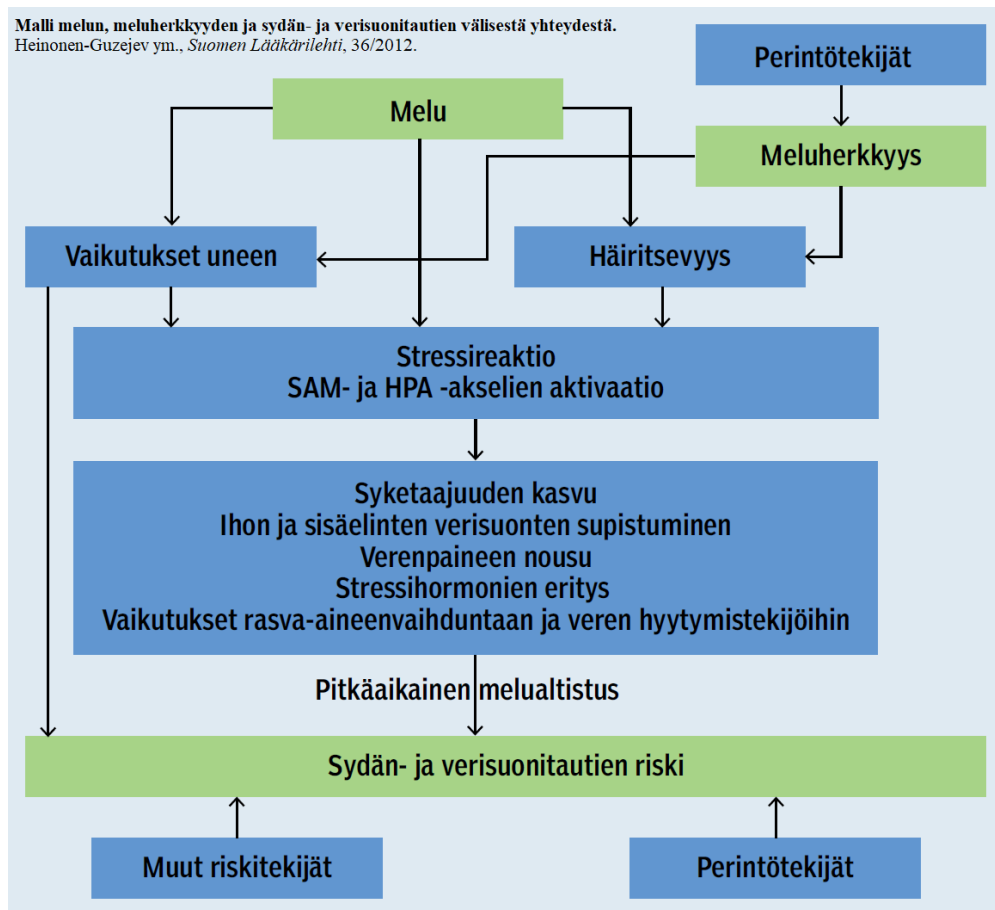 Malli melun, meluherkkyyden ja sydän- ja verisuonitautien välisestä yhteydestä.
Heinonen-Guzejev ym., Suomen Lääkärilehti, 36/2012.
Perintötekijät
Melu
Meluherkkyys
Vaikutukset uneen
Häiritsevyys
Stressireaktio
SAM- ja HPA -akselien aktivaatio
Syketaajuuden kasvu
Ihon ja sisäelinten verisuonten supistuminen
Verenpaineen nousu
Stressihormonien eritys
Vaikutukset rasva-aineenvaihduntaan ja veren hyytymistekijöihin
Pitkäaikainen melualtistus
Sydän- ja verisuonitautien riski
Muut riskitekijät
Perintötekijät